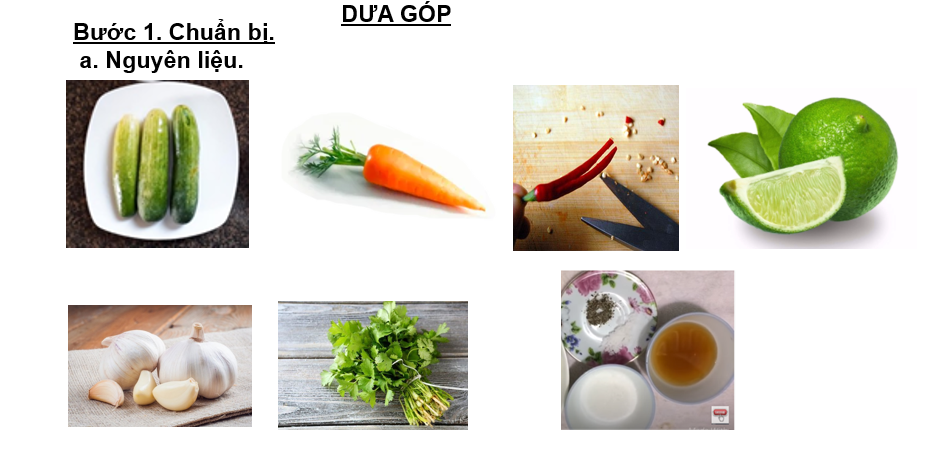 DƯA GÓP
Bước 1. Chuẩn bị.
a. Nguyên liệu.